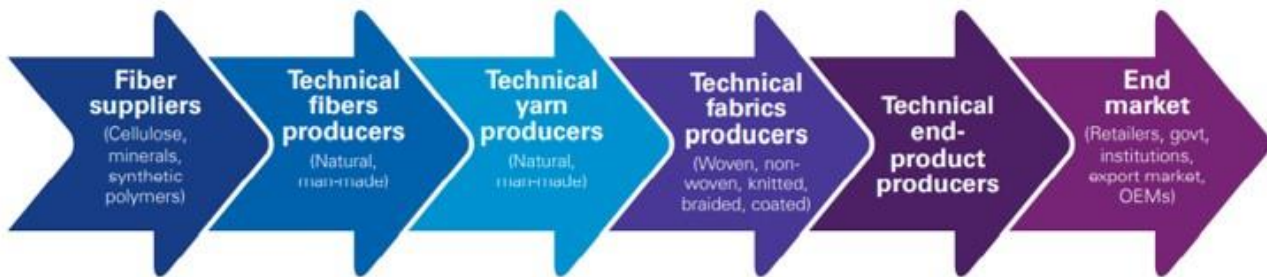 Fiber
suppliers
(Cellulose,
minerals,
synthetic
polymers)
Technical
fibers
producers
(Natural,
man-made)
Technical
yarn
producers
(Natural,
man-made)
Technical
fabrics
producers
(Woven, non-
woven, knitted,
braided, coated)
Technical
end-
product
producers
End
market
(Retailers, govt,
institutions,
export market,
OEMs)